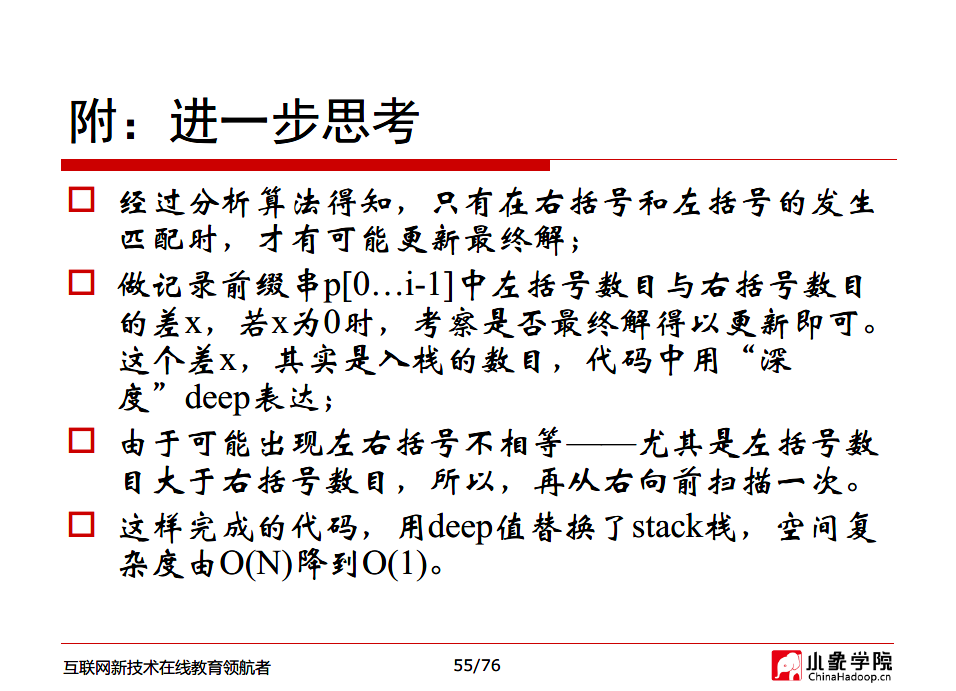 附：进一步思考
经过分析算法得知，只有在右括号和左括号的发生
匹配时，才有可能更新最终解；
做记录前缀串p[0…i-1]中左括号数目与右括号数目
的差x，若x为0时，考察是否最终解得以更新即可。
这个差x，其实是入栈的数目，代码中用“深
度”deep表达；
由于可能出现左右括号不相等——尤其是左括号数
目大于右括号数目，所以，再从右向前扫描一次。
这样完成的代码，用deep值替换了stack栈，空间复
杂度由O(N)降到O(1)。
互联网新技术在线教育领航者
55/76
小象学院
ChinaHadoop.cn